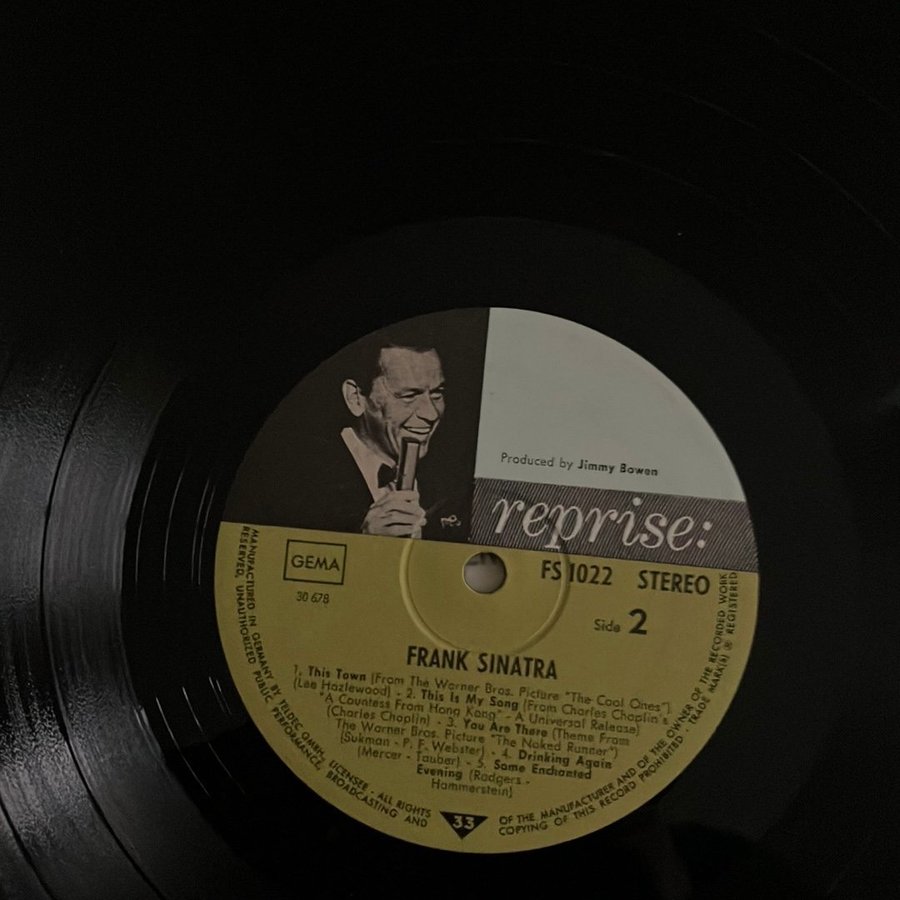 Produced by Jimmy Bowen
reprise:
GEMA
FS 1022 STEREO
30 678
Side 2
FRANK SINATRA
1. This Town (From The Warner Bros. Picture "The Cool Ones")
(Lee Hazlewood) - 2. This Is My Song (From Charles Chaplin's
"A Countess From Hong Kong" - A Universal Release)
(Charles Chaplin) - 3. You Are There (Theme From
The Warner Bros. Picture "The Naked Runner")
(Sukman - P. F. Webster) - 4. Drinking Again
(Mercer - Tauber) - 5. Some Enchanted
Evening (Rodgers -
Hammerstein)
MANUFACTURED IN GERMANY BY TELDEC GMBH, LICENSEE - ALL RIGHTS
OF THE MANUFACTURER AND OF THE OWNER OF THE RECORDED WORK
RESERVED, UNAUTHORIZED PUBLIC PERFORMANCE, BROADCASTING AND
COPYING OF THIS RECORD PROHIBITED - TRADE MARK(s) ® REGISTERED
33